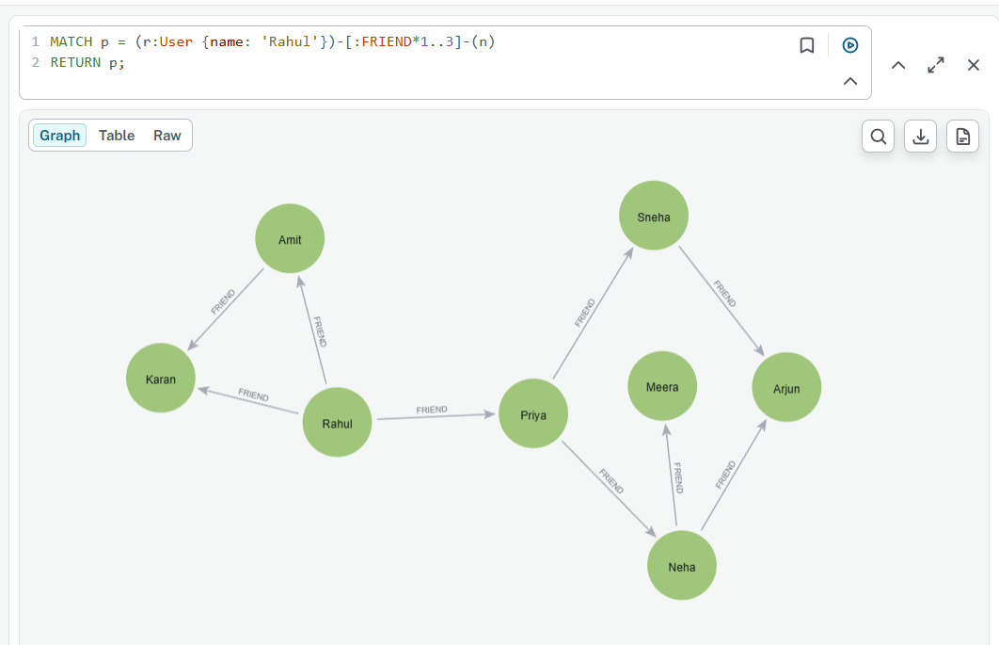 1 MATCH p = (r:User {name: 'Rahul'})-[:FRIEND*1..3]-(n)
2 RETURN p;
Graph Table Raw
Sneha
Amit
FRIEND
FRIEND
FRIEND
FRIEND
FRIEND
Karan
Meera
Arjun
FRIEND
Rahul
FRIEND
Priya
FRIEND
FRIEND
FRIEND
Neha